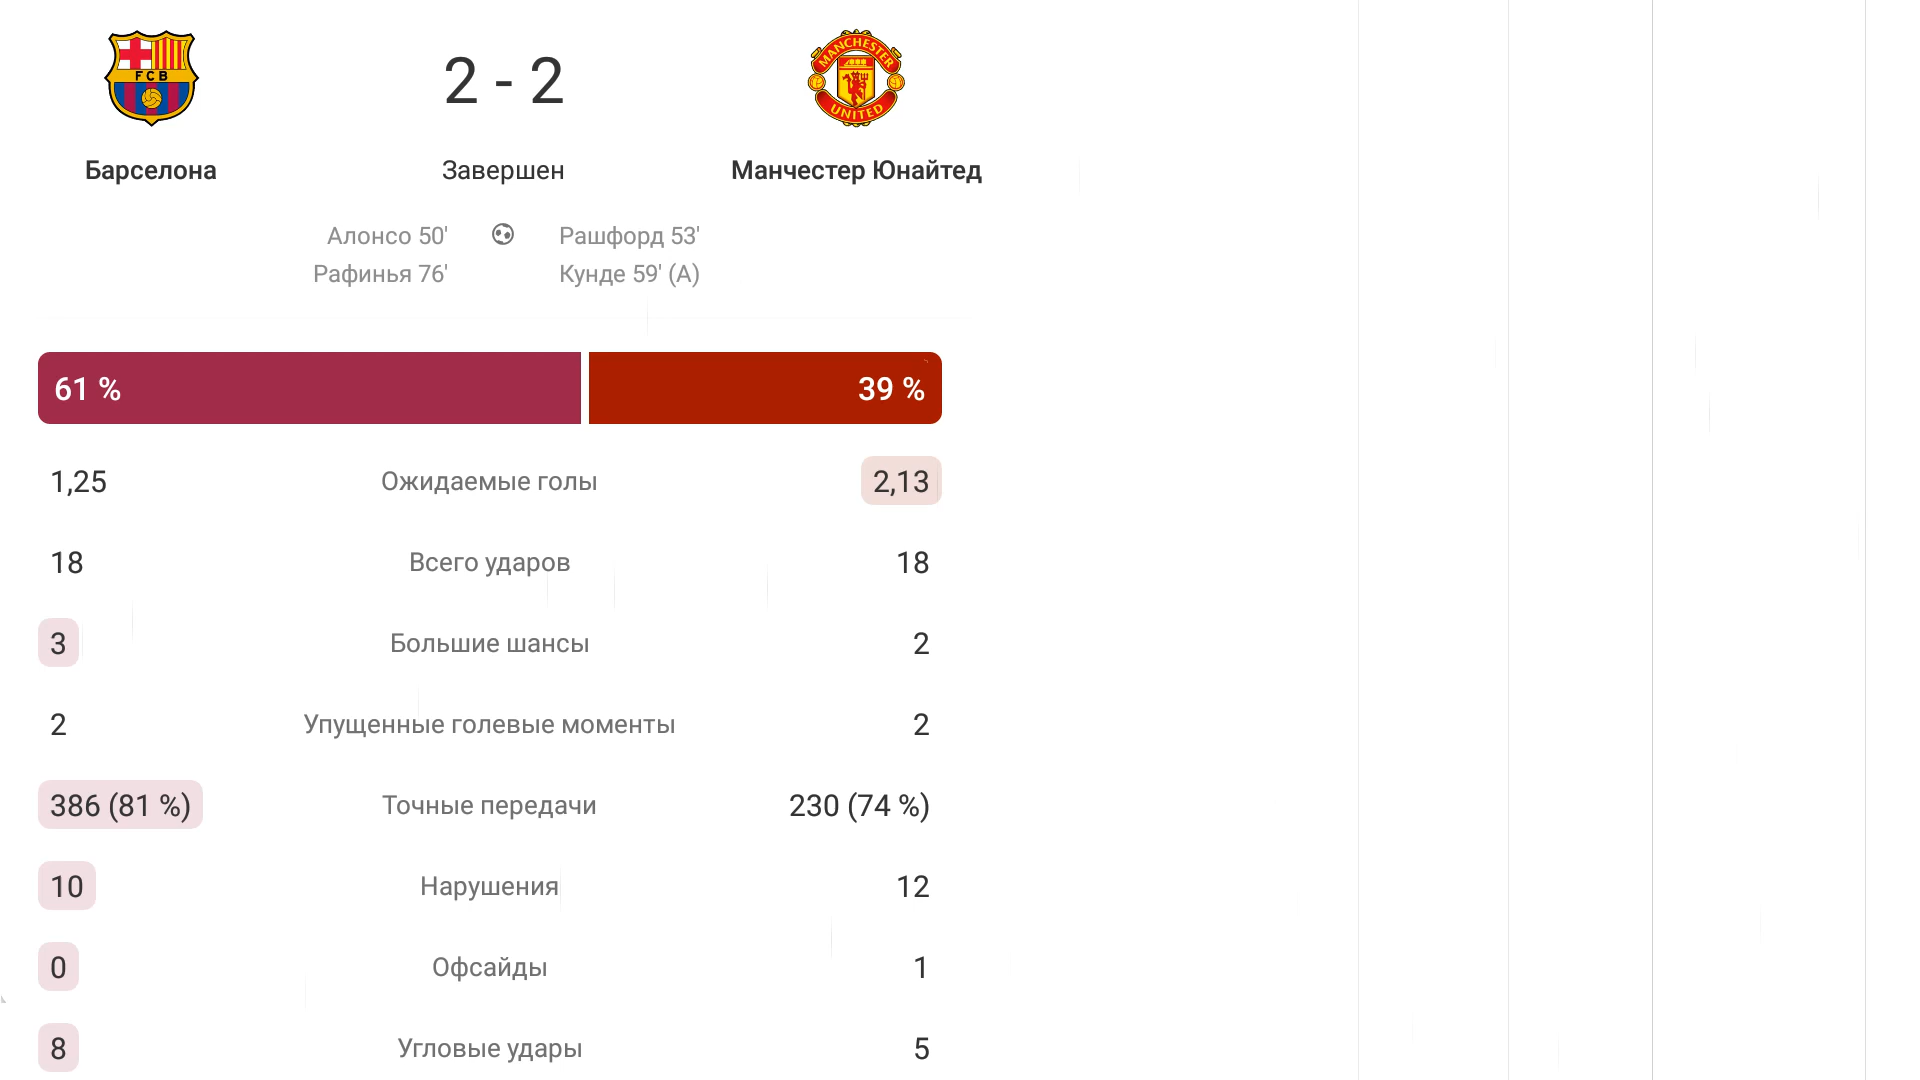 FCB
MANCHESTER
UNITED
2 - 2
Барселона Завершен Манчестер Юнайтед
Алонсо 50' Рашфорд 53'
Рафинья 76' Кунде 59' (А)
61 % 39 %
1,25 Ожидаемые голы 2,13
18 Всего ударов 18
3 Большие шансы 2
2 Упущенные голевые моменты 2
386 (81 %) Точные передачи 230 (74 %)
10 Нарушения 12
0 Офсайды 1
8 Угловые удары 5